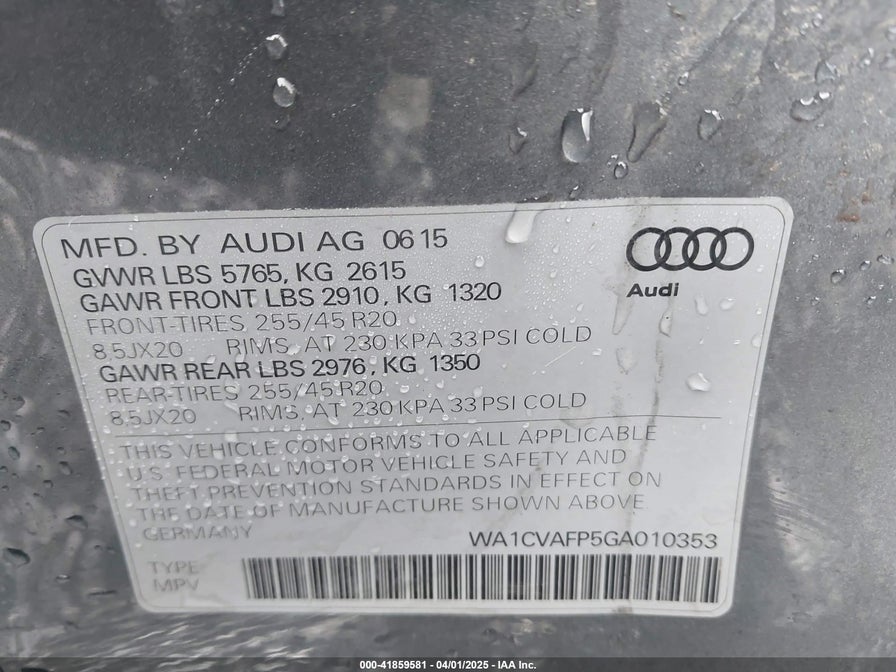 MFD. BY AUDI AG 06 15
GVWR LBS 5765, KG 2615
GAWR FRONT LBS 2910, KG 1320
FRONT-TIRES 255/45 R20
8.5JX20 RIMS, AT 230 KPA 33 PSI COLD
GAWR REAR LBS 2976, KG 1350
REAR-TIRES 255/45 R20
8.5JX20 RIMS, AT 230 KPA 33 PSI COLD
Audi
THIS VEHICLE CONFORMS TO ALL APPLICABLE
U.S. FEDERAL MOTOR VEHICLE SAFETY AND
THEFT PREVENTION STANDARDS IN EFFECT ON
THE DATE OF MANUFACTURE SHOWN ABOVE
GERMANY WA1CVAFP5GA010353
TYPE
MPV
000-41859581 - 04/01/2025 - IAA Inc.